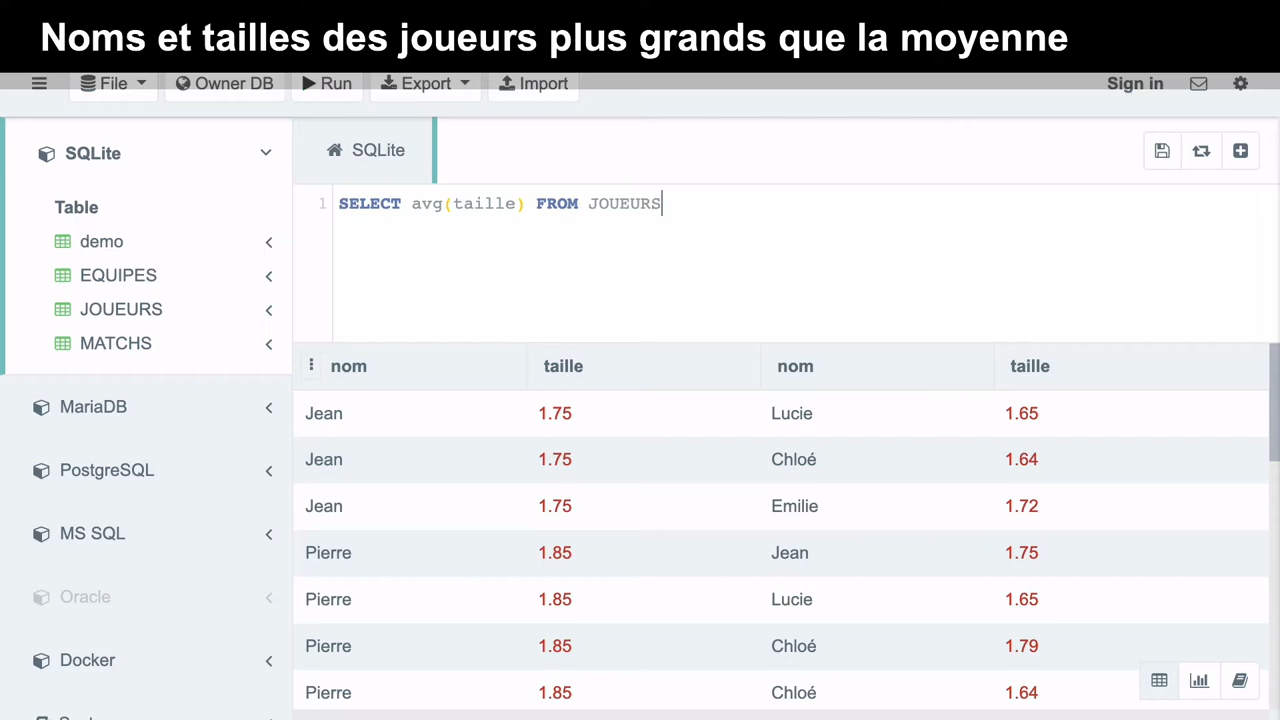 Noms et tailles des joueurs plus grands que la moyenne
File Owner DB Run Export Import Sign in
SQLite
SQLite
Table
1 SELECT avg(taille) FROM JOUEURS
demo
EQUIPES
JOUEURS
MATCHS
nom taille nom taille
MariaDB
Jean 1.75 Lucie 1.65
Jean 1.75 Chloé 1.64
PostgreSQL
Jean 1.75 Emilie 1.72
MS SQL
Pierre 1.85 Jean 1.75
Oracle
Pierre 1.85 Lucie 1.65
Pierre 1.85 Chloé 1.79
Docker
Pierre 1.85 Chloé 1.64